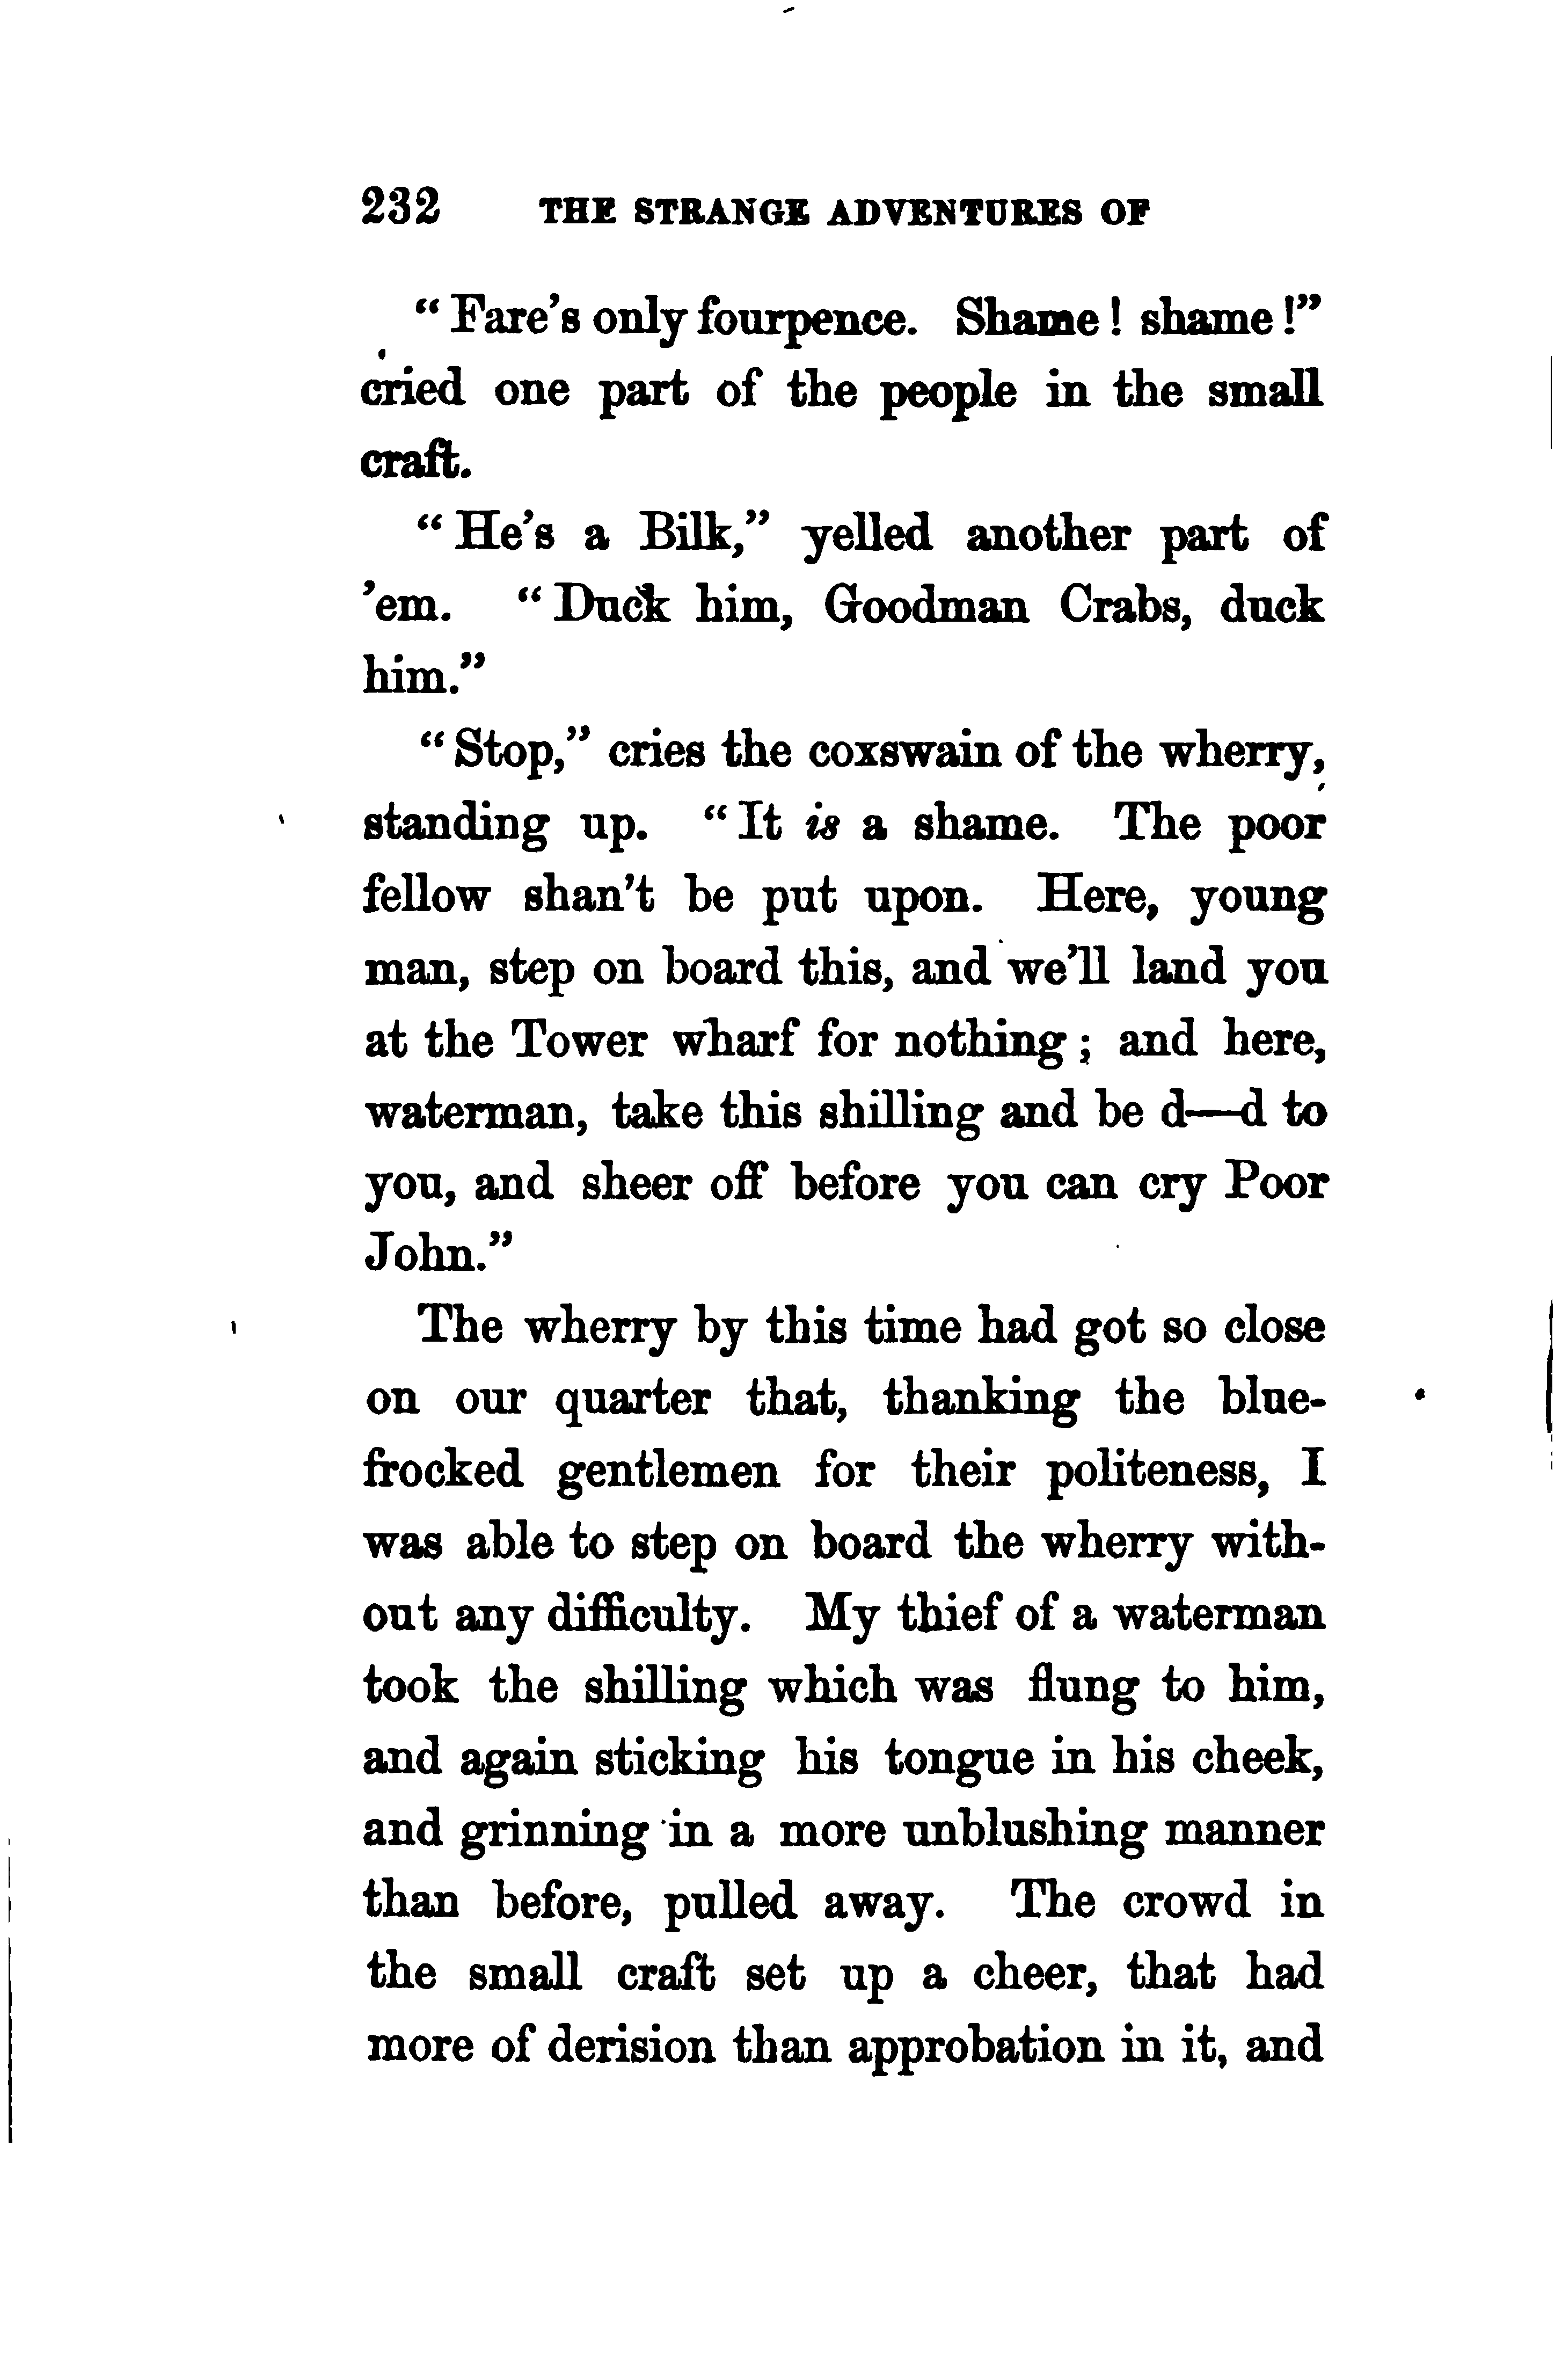 232 THE STRANGE ADVENTURES OF
“Fare’s only fourpence. Shame! shame!”
cried one part of the people in the small
craft.
“He’s a Bilk,” yelled another part of
’em. “Duck him, Goodman Crabs, duck
him.”
“Stop,” cries the coxswain of the wherry,
standing up. “It is a shame. The poor
fellow shan’t be put upon. Here, young
man, step on board this, and we’ll land you
at the Tower wharf for nothing; and here,
waterman, take this shilling and be d—d to
you, and sheer off before you can cry Poor
John.”
The wherry by this time had got so close
on our quarter that, thanking the blue-
frocked gentlemen for their politeness, I
was able to step on board the wherry with-
out any difficulty. My thief of a waterman
took the shilling which was flung to him,
and again sticking his tongue in his cheek,
and grinning in a more unblushing manner
than before, pulled away. The crowd in
the small craft set up a cheer, that had
more of derision than approbation in it, and